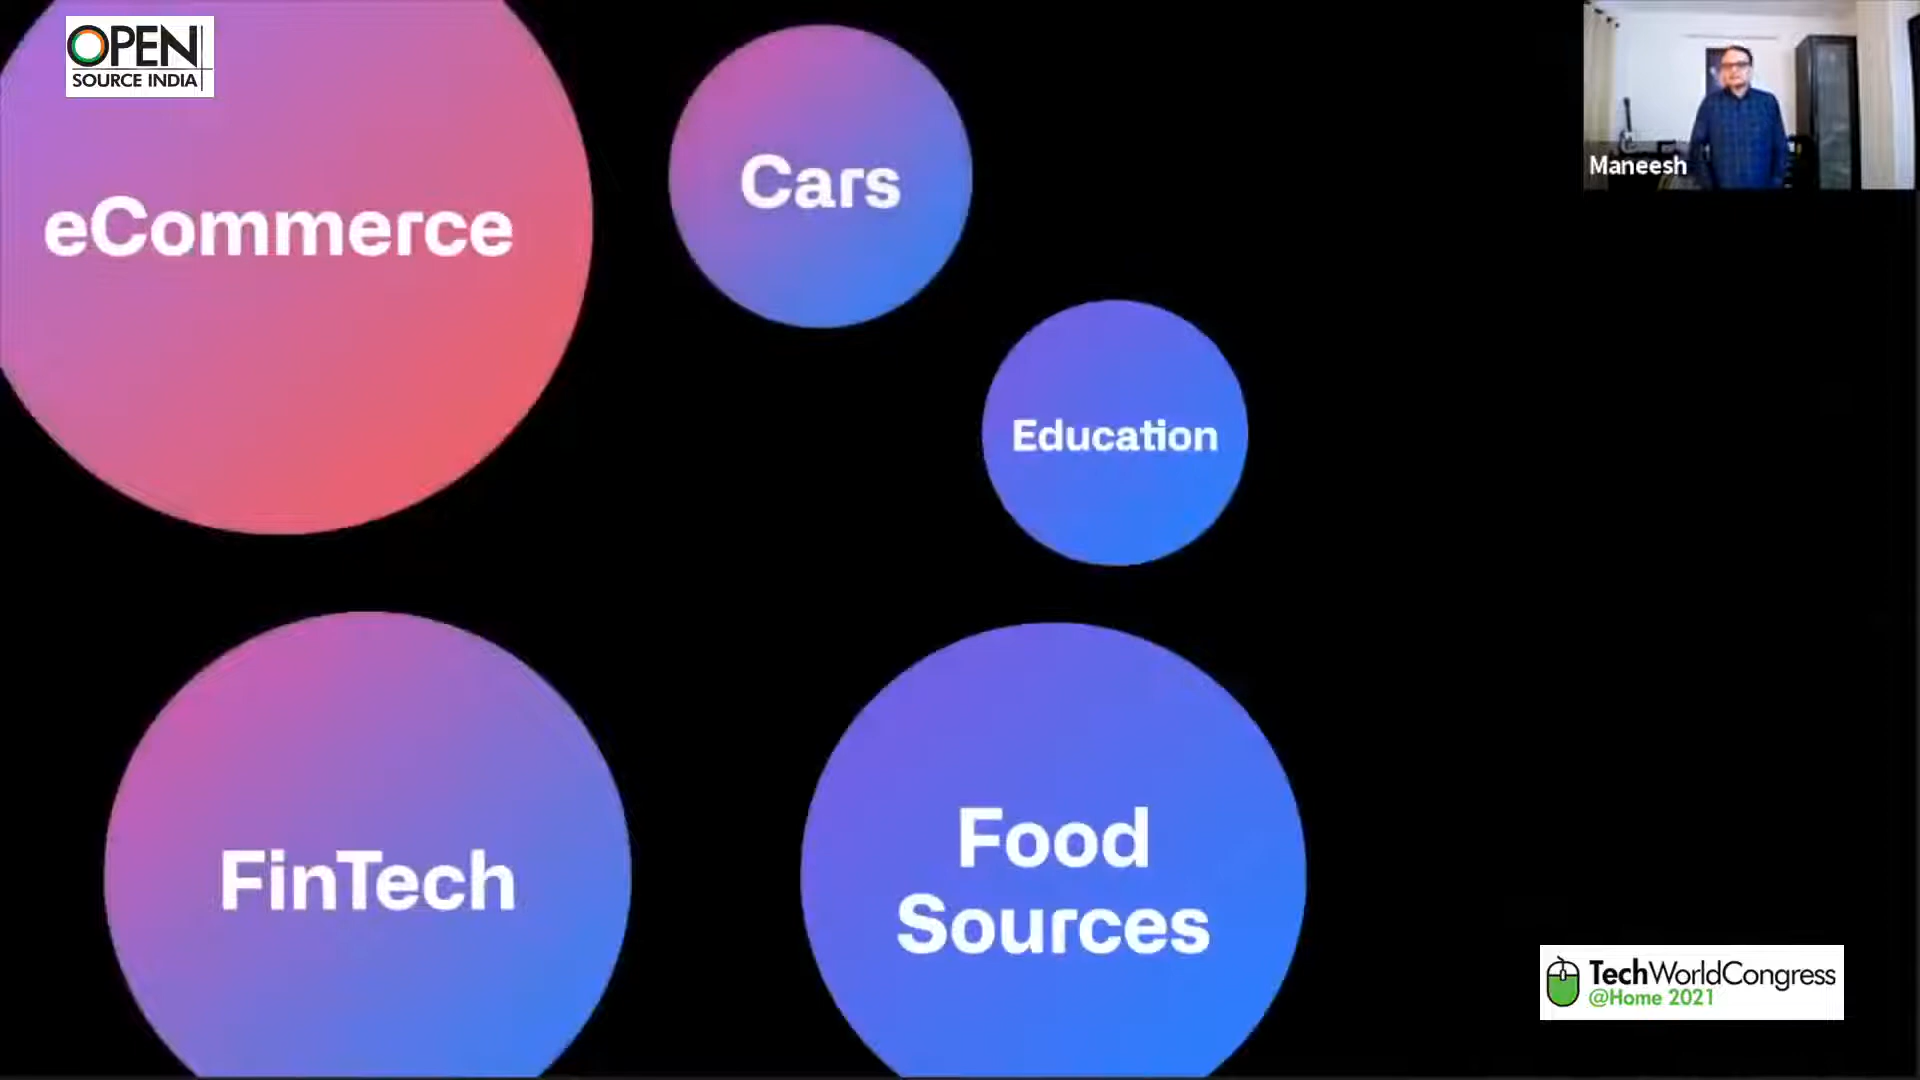 OPEN
SOURCE INDIA
eCommerce
Cars
Maneesh
Education
FinTech
Food
Sources
TechWorldCongress
@Home 2021